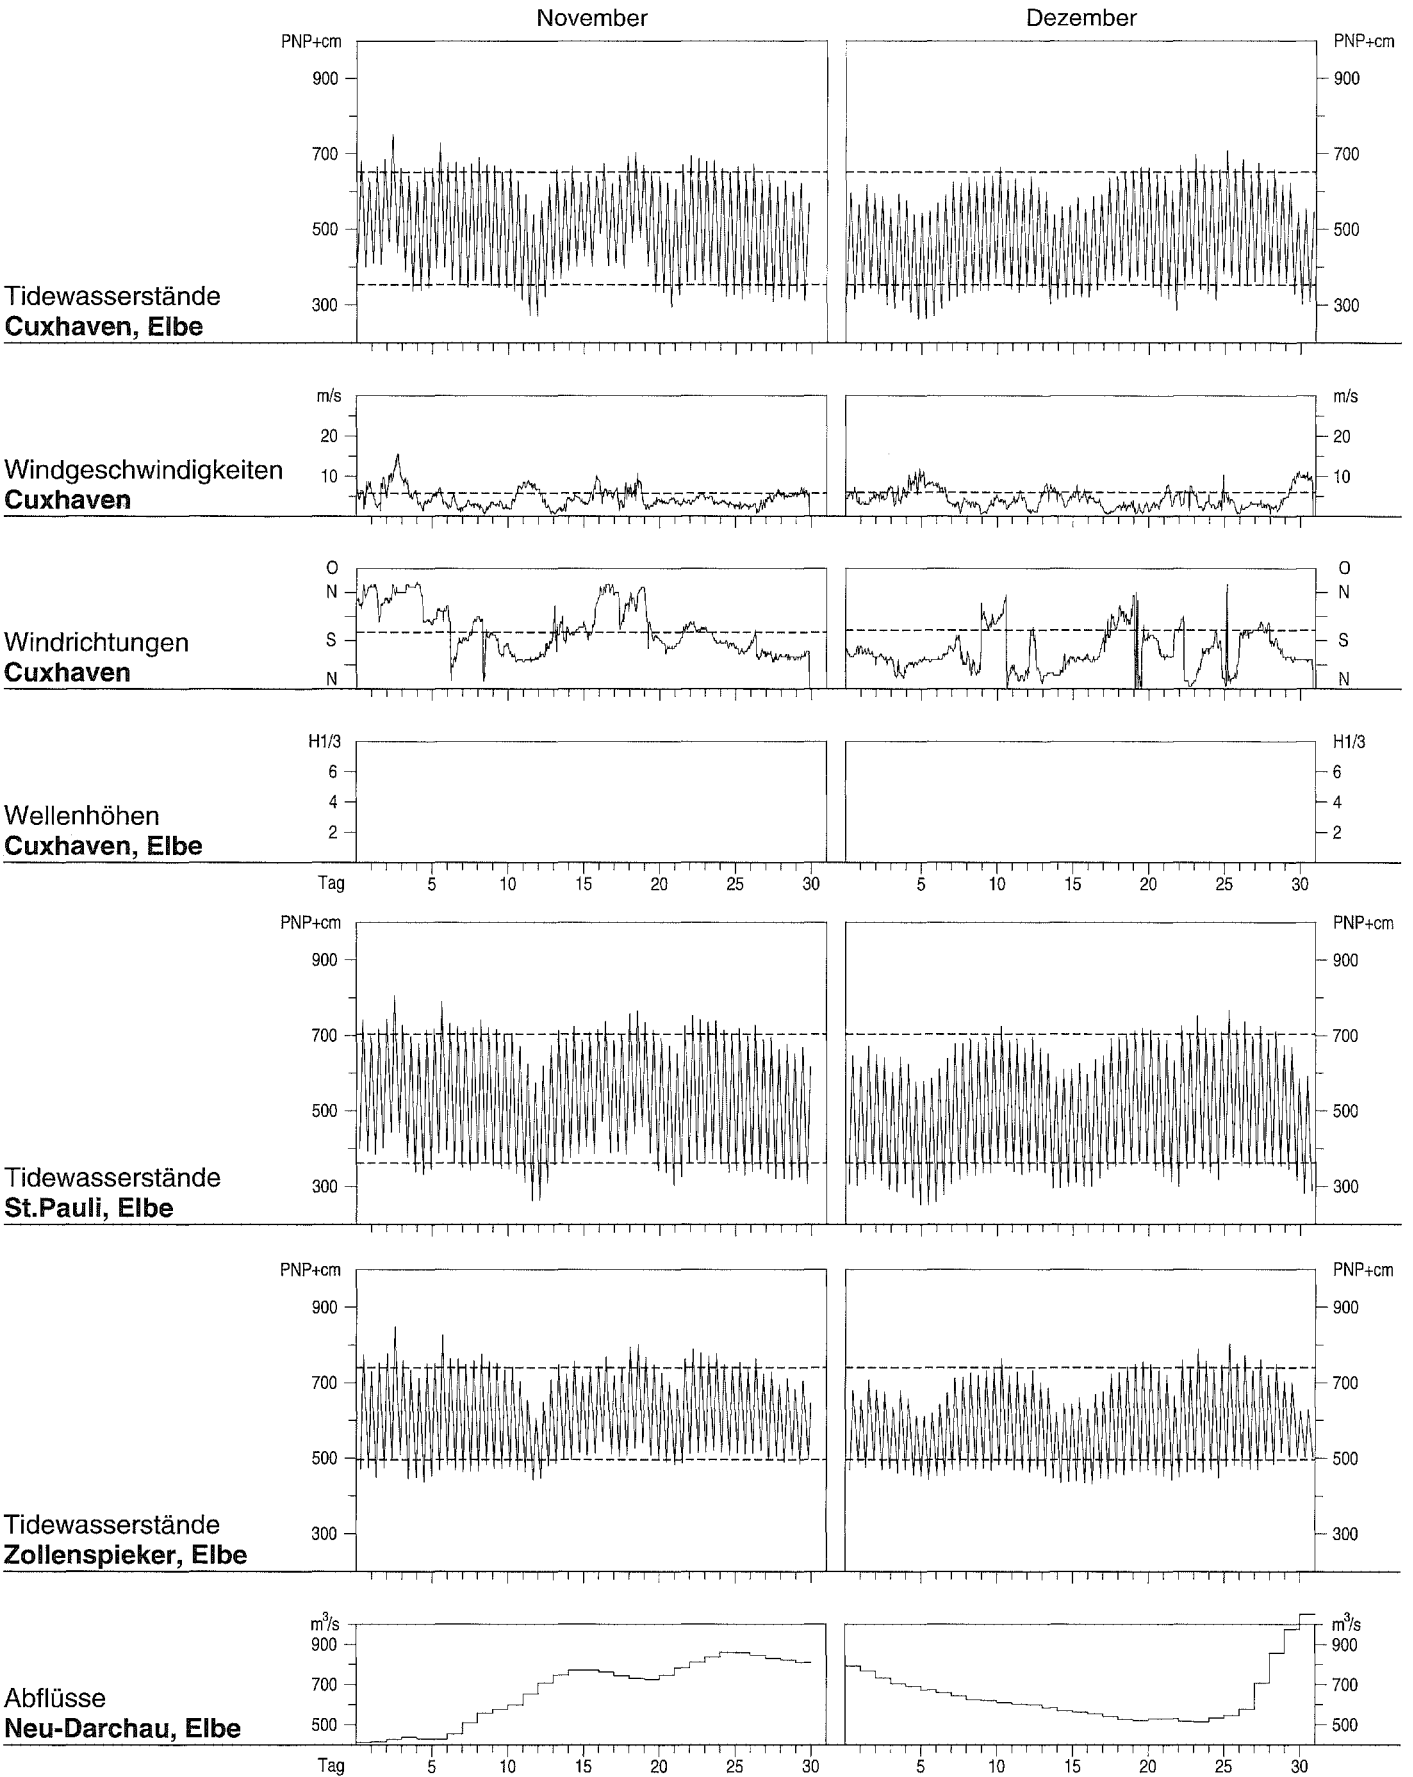 November Dezember
PNP+cm PNP+cm
900 900
700 700
500 500
300 300
Tidewasserstände
Cuxhaven, Elbe
m/s m/s
20 20
10 10
Windgeschwindigkeiten
Cuxhaven
O O
N N
S S
N N
Windrichtungen
Cuxhaven
H1/3 H1/3
6 6
4 4
2 2
Wellenhöhen
Cuxhaven, Elbe
Tag 5 10 15 20 25 30 5 10 15 20 25 30
PNP+cm PNP+cm
900 900
700 700
500 500
300 300
Tidewasserstände
St.Pauli, Elbe
PNP+cm PNP+cm
900 900
700 700
500 500
300 300
Tidewasserstände
Zollenspieker, Elbe
m³/s m³/s
900 900
700 700
500 500
Abflüsse
Neu-Darchau, Elbe
Tag 5 10 15 20 25 30 5 10 15 20 25 30